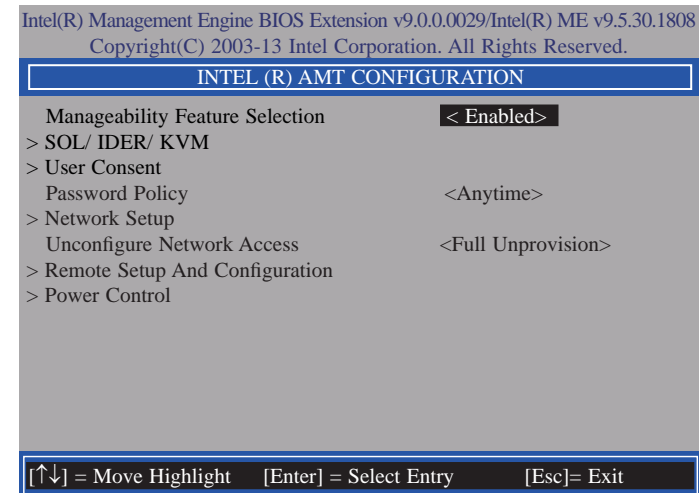 Intel(R) Management Engine BIOS Extension v9.0.0.0029/Intel(R) ME v9.5.30.1808
Copyright(C) 2003-13 Intel Corporation. All Rights Reserved.
INTEL (R) AMT CONFIGURATION
Manageability Feature Selection < Enabled>
> SOL/ IDER/ KVM
> User Consent
Password Policy <Anytime>
> Network Setup
Unconfigure Network Access <Full Unprovision>
> Remote Setup And Configuration
> Power Control
[↑↓] = Move Highlight [Enter] = Select Entry [Esc]= Exit